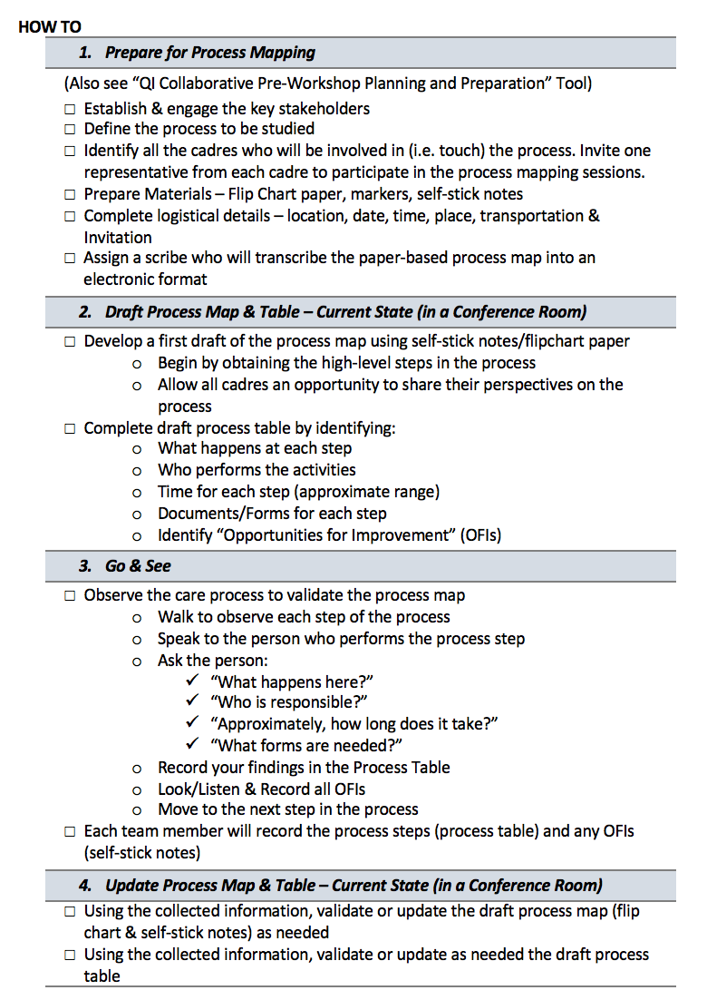 HOW TO
1. Prepare for Process Mapping
(Also see “QI Collaborative Pre-Workshop Planning and Preparation” Tool)
□ Establish & engage the key stakeholders
□ Define the process to be studied
□ Identify all the cadres who will be involved in (i.e. touch) the process. Invite one
representative from each cadre to participate in the process mapping sessions.
□ Prepare Materials – Flip Chart paper, markers, self-stick notes
□ Complete logistical details – location, date, time, place, transportation &
Invitation
□ Assign a scribe who will transcribe the paper-based process map into an
electronic format
2. Draft Process Map & Table – Current State (in a Conference Room)
□ Develop a first draft of the process map using self-stick notes/flipchart paper
o Begin by obtaining the high-level steps in the process
o Allow all cadres an opportunity to share their perspectives on the
process
□ Complete draft process table by identifying:
o What happens at each step
o Who performs the activities
o Time for each step (approximate range)
o Documents/Forms for each step
o Identify “Opportunities for Improvement” (OFIs)
3. Go & See
□ Observe the care process to validate the process map
o Walk to observe each step of the process
o Speak to the person who performs the process step
o Ask the person:
✓ “What happens here?”
✓ “Who is responsible?”
✓ “Approximately, how long does it take?”
✓ “What forms are needed?”
o Record your findings in the Process Table
o Look/Listen & Record all OFIs
o Move to the next step in the process
□ Each team member will record the process steps (process table) and any OFIs
(self-stick notes)
4. Update Process Map & Table – Current State (in a Conference Room)
□ Using the collected information, validate or update the draft process map (flip
chart & self-stick notes) as needed
□ Using the collected information, validate or update as needed the draft process
table